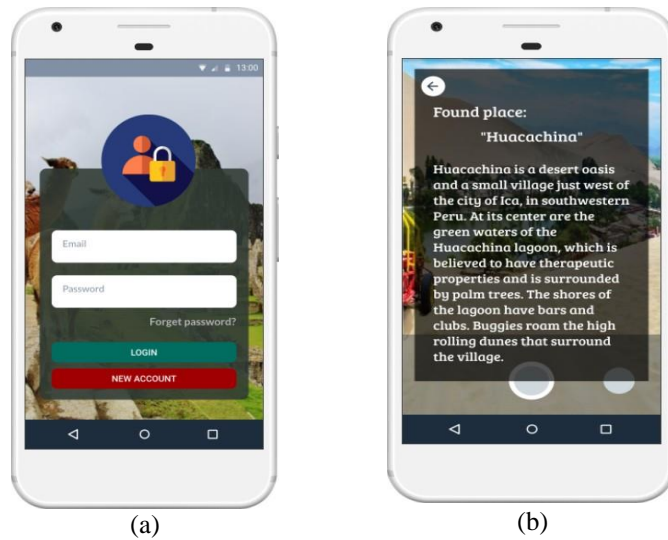 13:00
Email
Password
Forget password?
LOGIN
NEW ACCOUNT
(a)
Found place:
"Huacachina"
Huacachina is a desert oasis
and a small village just west of
the city of Ica, in southwestern
Peru. At its center are the
green waters of the
Huacachina lagoon, which is
believed to have therapeutic
properties and is surrounded
by palm trees. The shores of
the lagoon have bars and
clubs. Buggies roam the high
rolling dunes that surround
the village.
(b)